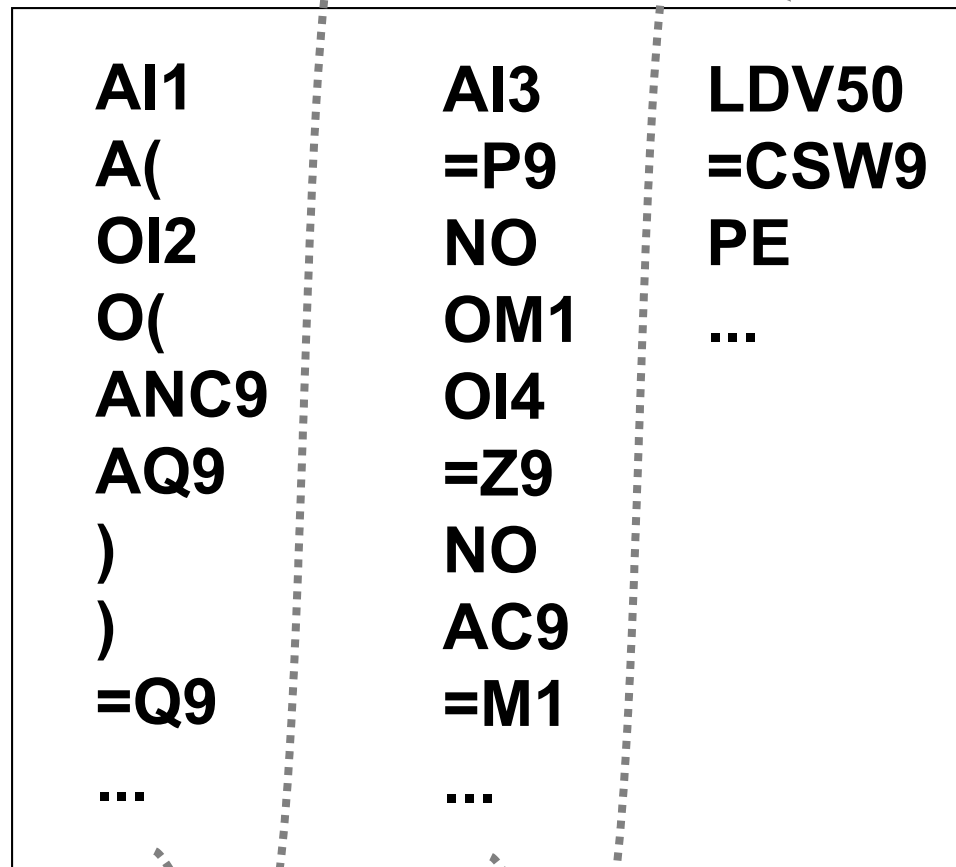 AI1
A(
OI2
O(
ANC9
AQ9
)
)
=Q9
...
AI3
=P9
NO
OM1
OI4
=Z9
NO
AC9
=M1
...
LDV50
=CSW9
PE
...